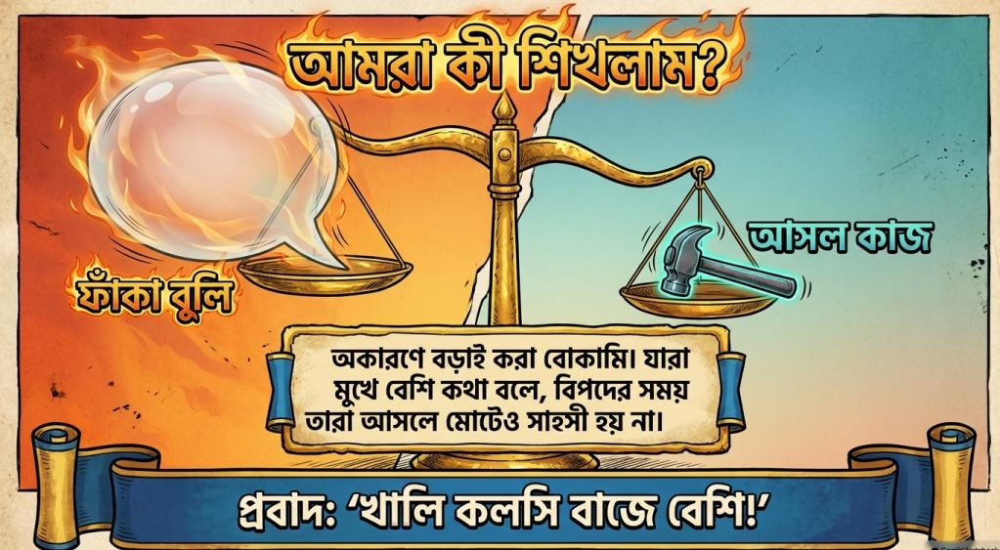 আমরা কী শিখলাম?
ফাঁকা বুলি
আসল কাজ
অকারণে বড়াই করা বোকামি। যারা
মুখে বেশি কথা বলে, বিপদের সময়
তারা আসলে মোটেও সাহসী হয় না।
প্রবাদ: ‘খালি কলসি বাজে বেশি!’